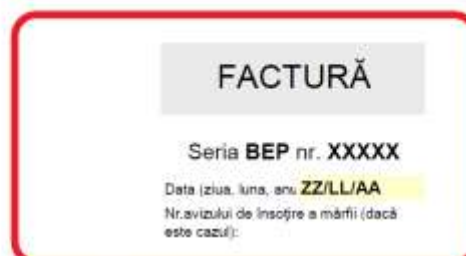 FACTURĂ
Seria BEP nr. XXXXX
Data (ziua, luna, anu ZZ/LL/AA
Nr.avizului de însoţire a mărfii (dacă
este cazul):